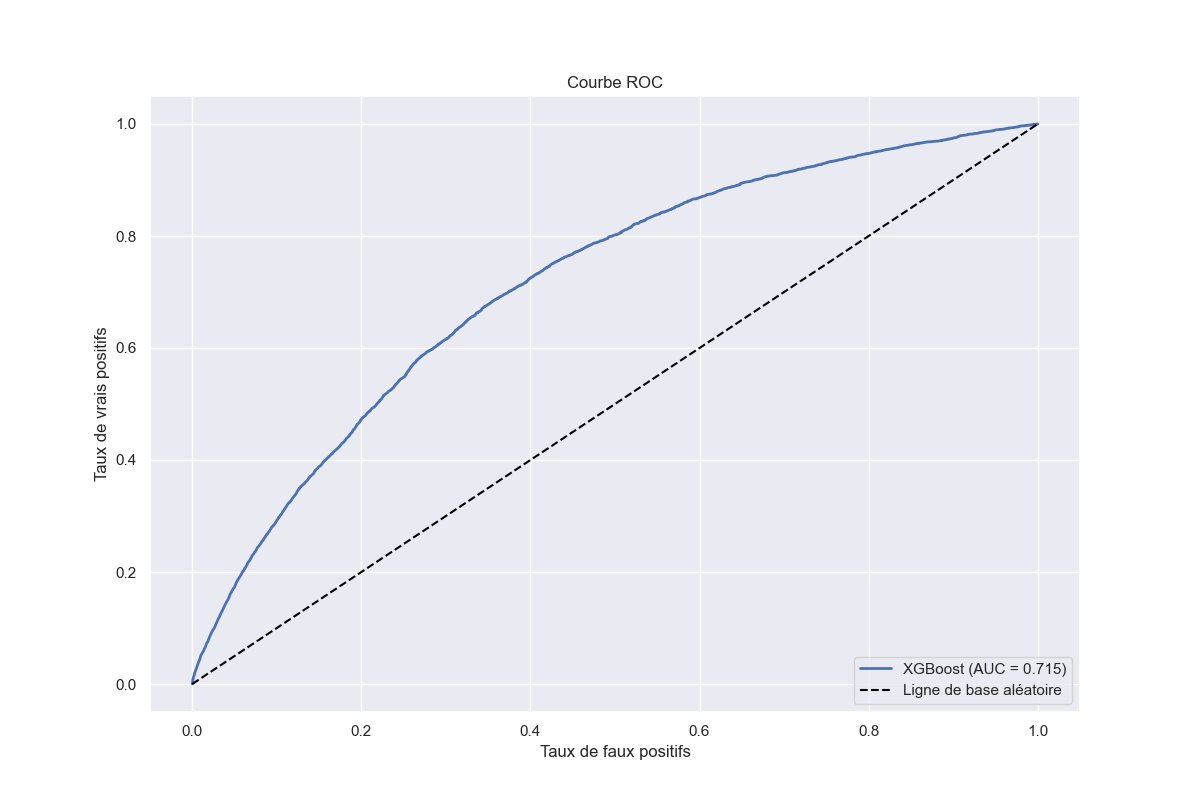 Courbe ROC
1.0
0.8
0.6
0.4
0.2
0.0
Taux de vrais positifs
0.0 0.2 0.4 0.6 0.8 1.0
Taux de faux positifs
XGBoost (AUC = 0.715)
Ligne de base aléatoire